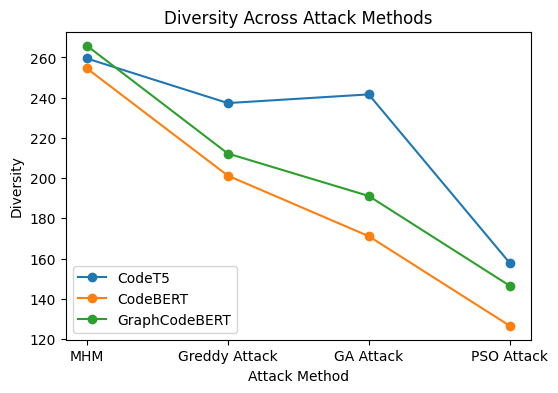 Diversity Across Attack Methods
Diversity
260
240
220
200
180
160
140
120
CodeT5
CodeBERT
GraphCodeBERT
MHM
Greddy Attack
GA Attack
PSO Attack
Attack Method